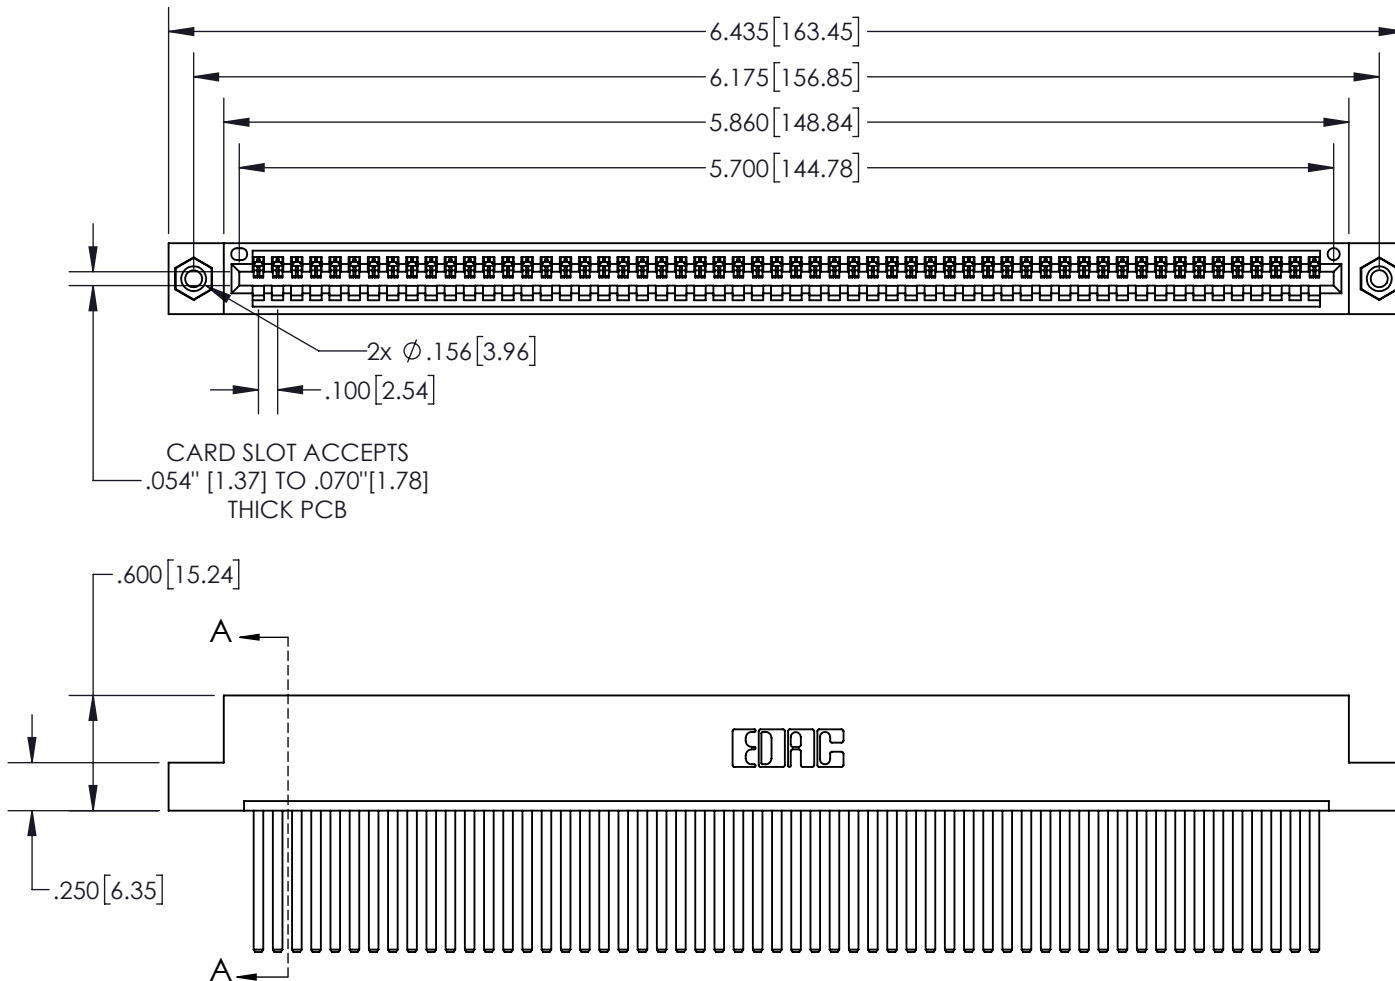 6.435[163.45]
6.175[156.85]
5.860[148.84]
5.700[144.78]
2x Ø.156[3.96]
.100[2.54]
CARD SLOT ACCEPTS
.054" [1.37] TO .070"[1.78]
THICK PCB
.600[15.24]
A
EDAC
.250[6.35]
A